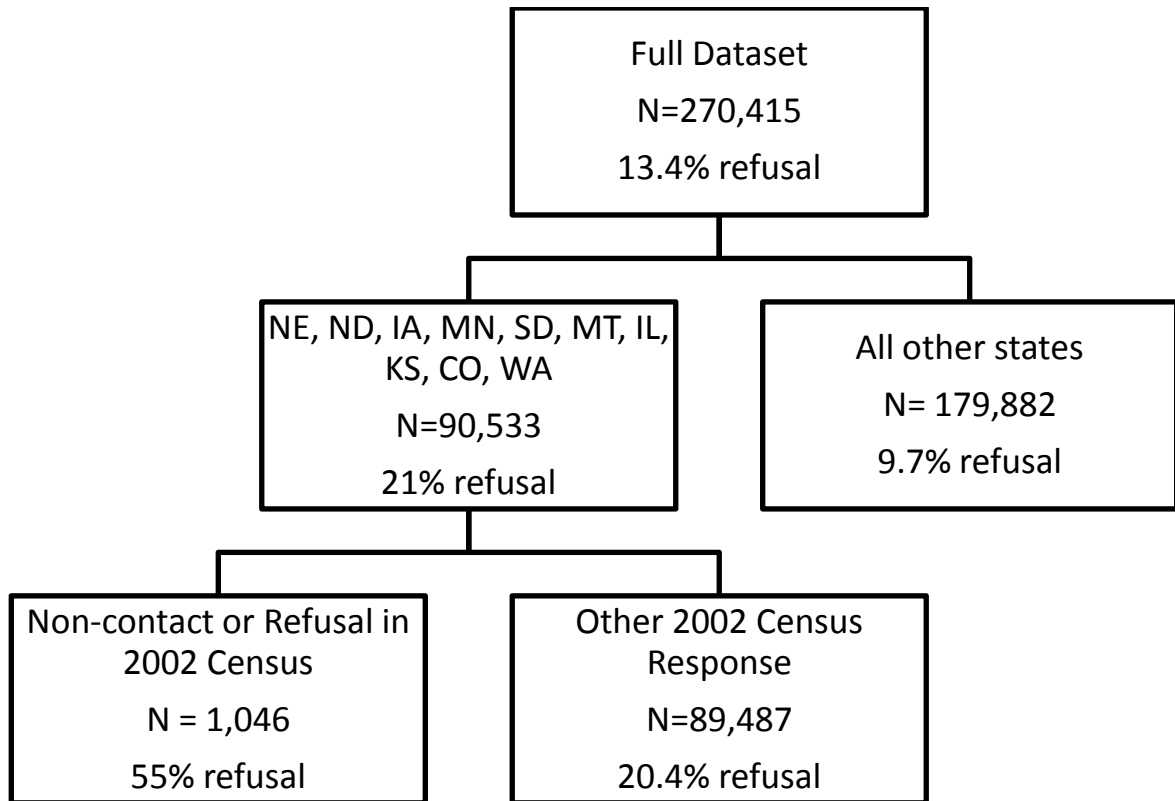 Full Dataset
N=270,415
13.4% refusal
NE, ND, IA, MN, SD, MT, IL,
KS, CO, WA
N=90,533
21% refusal
All other states
N= 179,882
9.7% refusal
Non-contact or Refusal in
2002 Census
N = 1,046
55% refusal
Other 2002 Census
Response
N=89,487
20.4% refusal